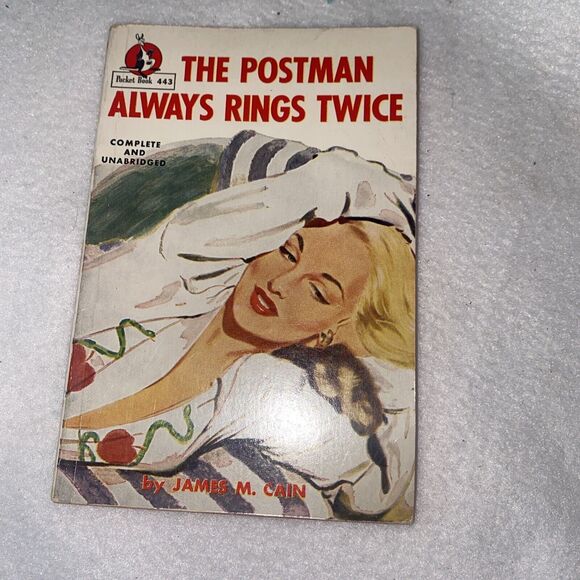 Pocket Book 443
THE POSTMAN
ALWAYS RINGS TWICE
COMPLETE
AND
UNABRIDGED
by JAMES M. CAIN